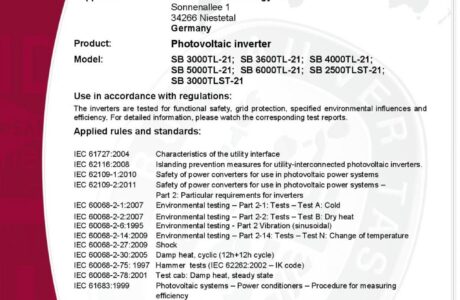 Sonnenallee 1
34266 Niestetal
Germany
Product: Photovoltaic inverter
Model: SB 3000TL-21; SB 3600TL-21; SB 4000TL-21;
SB 5000TL-21; SB 6000TL-21; SB 2500TLST-21;
SB 3000TLST-21
Use in accordance with regulations:
The inverters are tested for functional safety, grid protection, specified environmental influences and
efficiency. For detailed information, please watch the corresponding test reports.
Applied rules and standards:
IEC 61727:2004 Characteristics of the utility interface
IEC 62116:2008 Islanding prevention measures for utility-interconnected photovoltaic inverters.
IEC 62109-1:2010 Safety of power converters for use in photovoltaic power systems
IEC 62109-2:2011 Safety of power converters for use in photovoltaic power systems –
Part 2: Particular requirements for inverters
IEC 60068-2-1:2007 Environmental testing – Part 2-1: Tests – Test A: Cold
IEC 60068-2-2:2007 Environmental testing – Part 2-2: Tests – Test B: Dry heat
IEC 60068-2-6:1995 Environmental testing – Part 2 Vibration (sinusoidal)
IEC 60068-2-14:2009 Environmental testing – Part 2-14: Tests – Test N: Change of temperature
IEC 60068-2-27:2009 Shock
IEC 60068-2-30:2005 Damp heat, cyclic (12h+12h cycle)
IEC 60068-2-75: 1997 Hammer tests (IEC 62262:2002 – IK code)
IEC 60068-2-78:2001 Test cab: Damp heat, steady state
IEC 61683:1999 Photovoltaic systems – Power conditioners – Procedure for measuring
efficiency